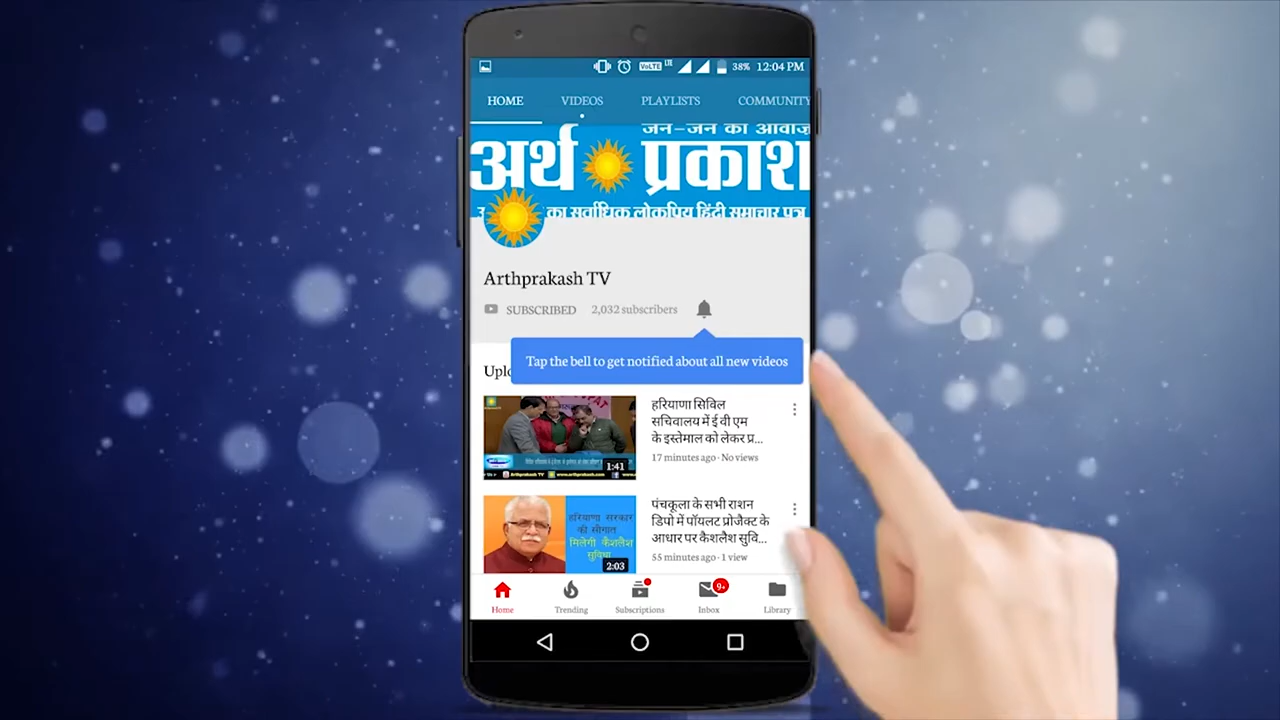 38% 12:04 PM
HOME VIDEOS PLAYLISTS COMMUNITY
जन-जन का आवाज़
अर्थ प्रकाश
का सर्वाधिक लोकप्रिय हिंदी समाचार पत्र
Arthprakash TV
SUBSCRIBED 2,032 subscribers
Tap the bell to get notified about all new videos
Uplo
हरियाणा सिविल
सचिवालय में ई वी एम
के इस्तेमाल को लेकर प्र...
17 minutes ago · No views
1:41
Arthprakash TV
पंचकूला के सभी राशन
डिपो में पॉयलट प्रोजैक्ट के
आधार पर कैशलैश सुवि...
55 minutes ago · 1 view
हरियाणा सरकार
की सौगात
मिलेगी कैशलेश
सुविधा
2:03
9+
Home Trending Subscriptions Inbox Library